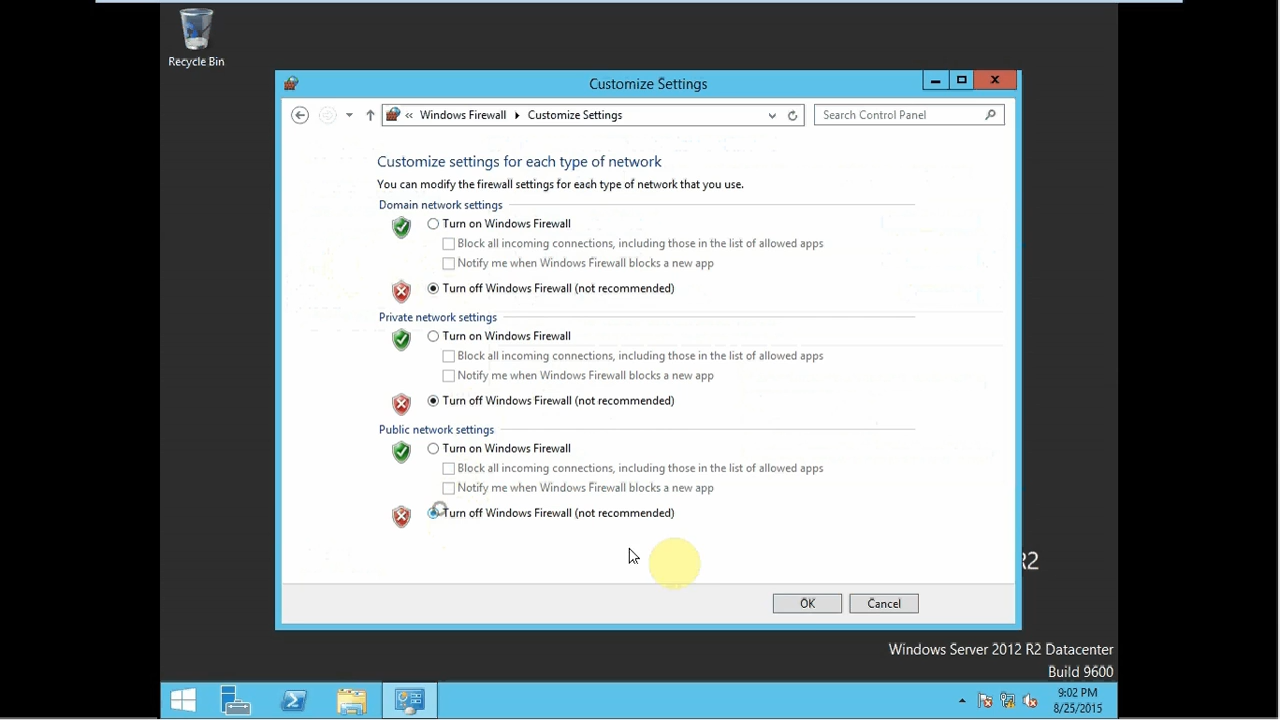 Recycle Bin
Customize Settings
« Windows Firewall Customize Settings
Search Control Panel
Customize settings for each type of network
You can modify the firewall settings for each type of network that you use.
Domain network settings
Turn on Windows Firewall
Block all incoming connections, including those in the list of allowed apps
Notify me when Windows Firewall blocks a new app
Turn off Windows Firewall (not recommended)
Private network settings
Turn on Windows Firewall
Block all incoming connections, including those in the list of allowed apps
Notify me when Windows Firewall blocks a new app
Turn off Windows Firewall (not recommended)
Public network settings
Turn on Windows Firewall
Block all incoming connections, including those in the list of allowed apps
Notify me when Windows Firewall blocks a new app
Turn off Windows Firewall (not recommended)
R2
OK Cancel
Windows Server 2012 R2 Datacenter
Build 9600
9:02 PM
8/25/2015